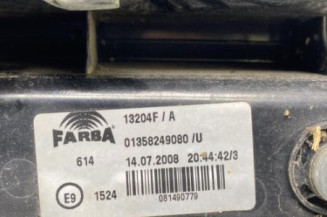 13204F / A
FARBA
01358249080 /U
614 14.07.2008 20:44:42/3
E9 1524
081490779